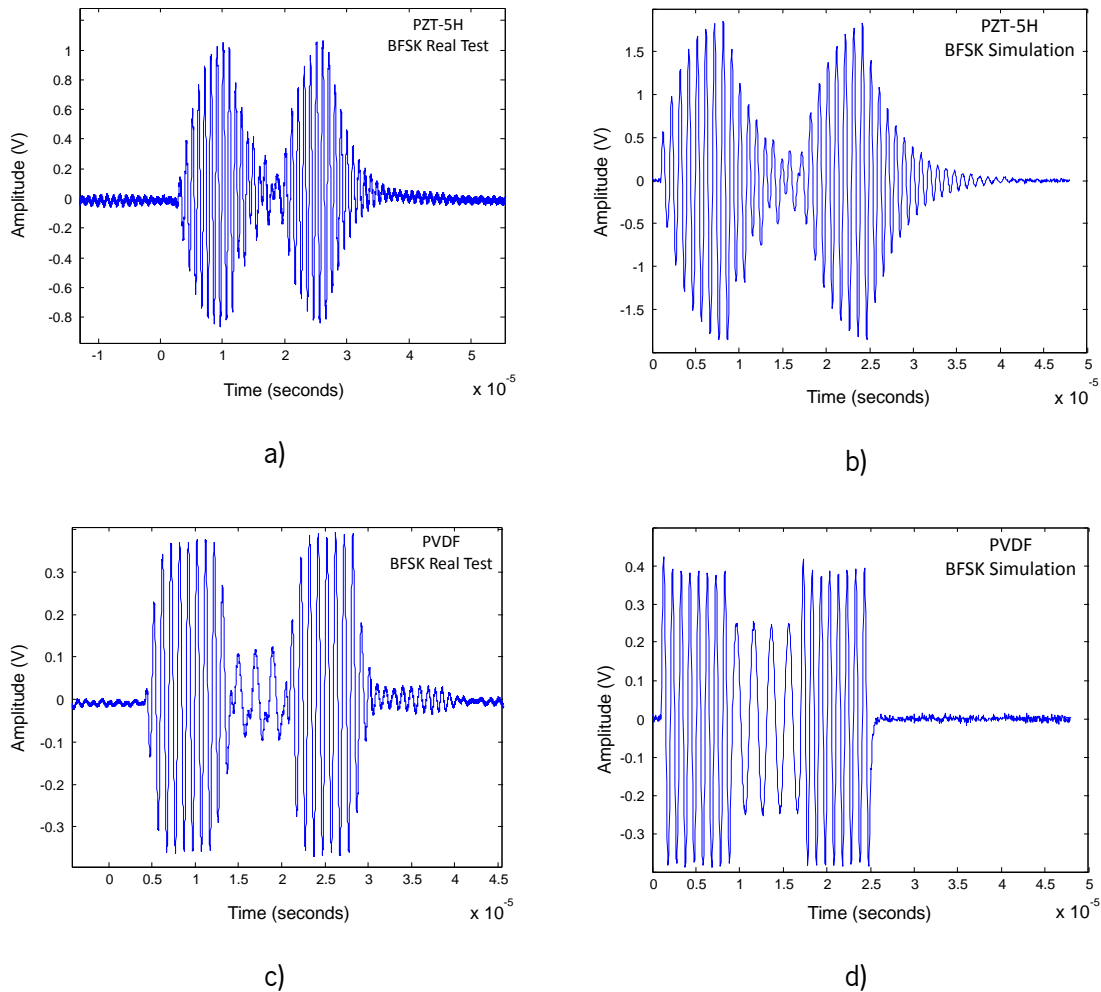 PZT-5H
BFSK Real Test
1
0.8
0.6
0.4
0.2
0
-0.2
-0.4
-0.6
-0.8
Amplitude (V)
-1 0 1 2 3 4 5
Time (seconds)
x 10-5
a)
PZT-5H
BFSK Simulation
1.5
1
0.5
0
-0.5
-1
-1.5
Amplitude (V)
0 0.5 1 1.5 2 2.5 3 3.5 4 4.5 5
Time (seconds)
x 10-5
b)
PVDF
BFSK Real Test
0.3
0.2
0.1
0
-0.1
-0.2
-0.3
Amplitude (V)
0 0.5 1 1.5 2 2.5 3 3.5 4 4.5
Time (seconds)
x 10-5
c)
PVDF
BFSK Simulation
0.4
0.3
0.2
0.1
0
-0.1
-0.2
-0.3
Amplitude (V)
0 0.5 1 1.5 2 2.5 3 3.5 4 4.5 5
Time (seconds)
x 10-5
d)